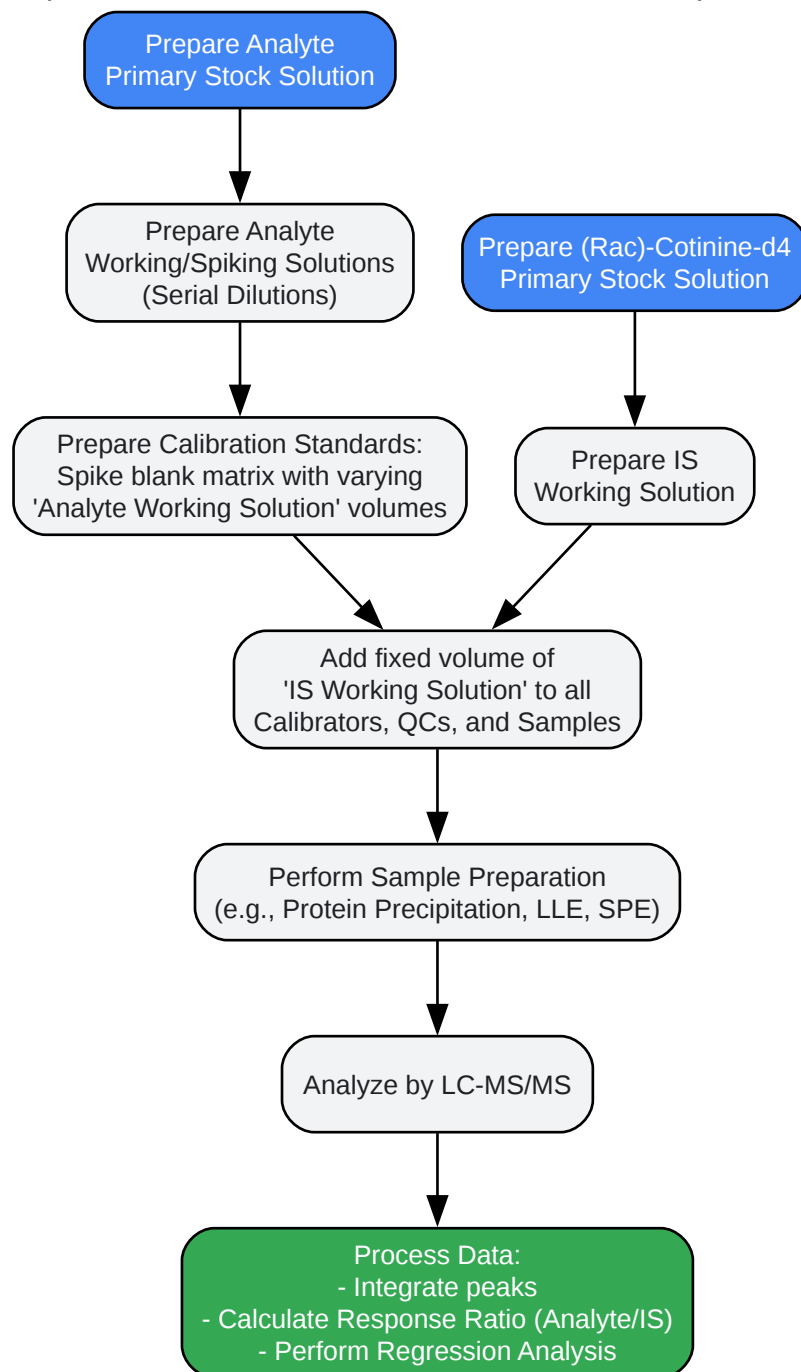 Prepare Analyte
Primary Stock Solution
Prepare Analyte
Working/Spiking Solutions
(Serial Dilutions)
Prepare (Rac)-Cotinine-d4
Primary Stock Solution
Prepare Calibration Standards:
Spike blank matrix with varying
'Analyte Working Solution' volumes
Prepare IS
Working Solution
Add fixed volume of
'IS Working Solution' to all
Calibrators, QCs, and Samples
Perform Sample Preparation
(e.g., Protein Precipitation, LLE, SPE)
Analyze by LC-MS/MS
Process Data:
- Integrate peaks
- Calculate Response Ratio (Analyte/IS)
- Perform Regression Analysis